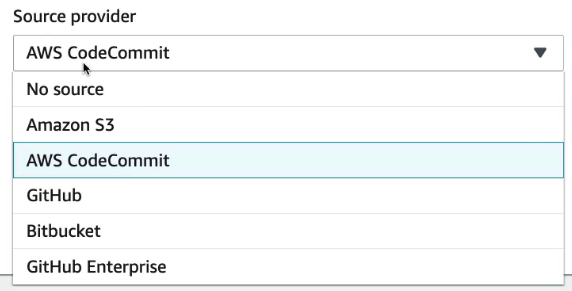 Source provider
AWS CodeCommit
No source
Amazon S3
AWS CodeCommit
GitHub
Bitbucket
GitHub Enterprise